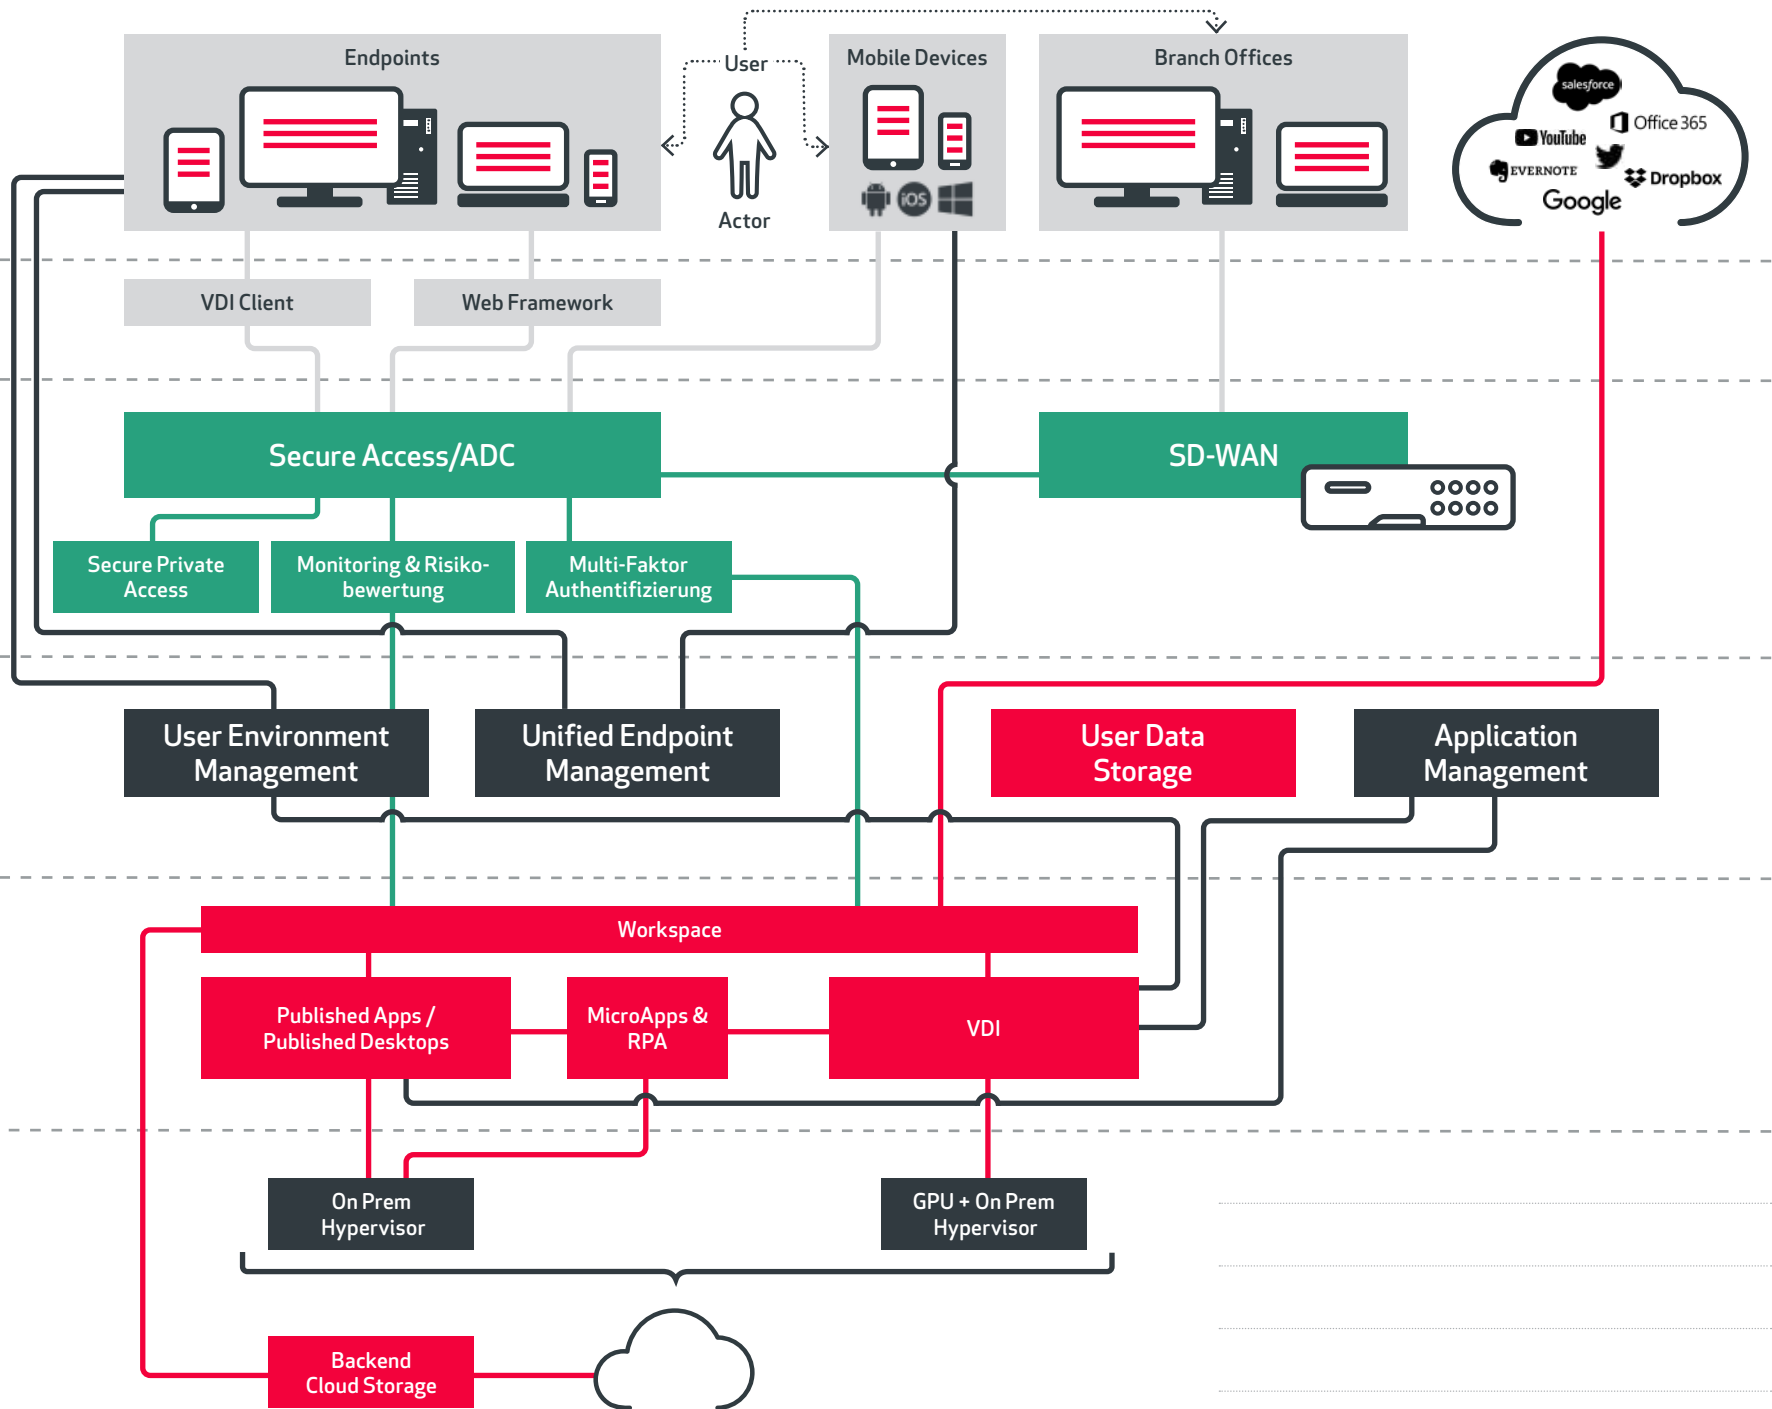 Endpoints
User
Mobile Devices
Branch Offices
salesforce
Office 365
YouTube
EVERNOTE
Dropbox
Google
iOS
Actor
VDI Client
Web Framework
Secure Access/ADC
SD-WAN
Secure Private
Access
Monitoring & Risiko-
bewertung
Multi-Faktor
Authentifizierung
User Environment
Management
Unified Endpoint
Management
User Data
Storage
Application
Management
Workspace
Published Apps /
Published Desktops
MicroApps &
RPA
VDI
On Prem
Hypervisor
GPU + On Prem
Hypervisor
Backend
Cloud Storage